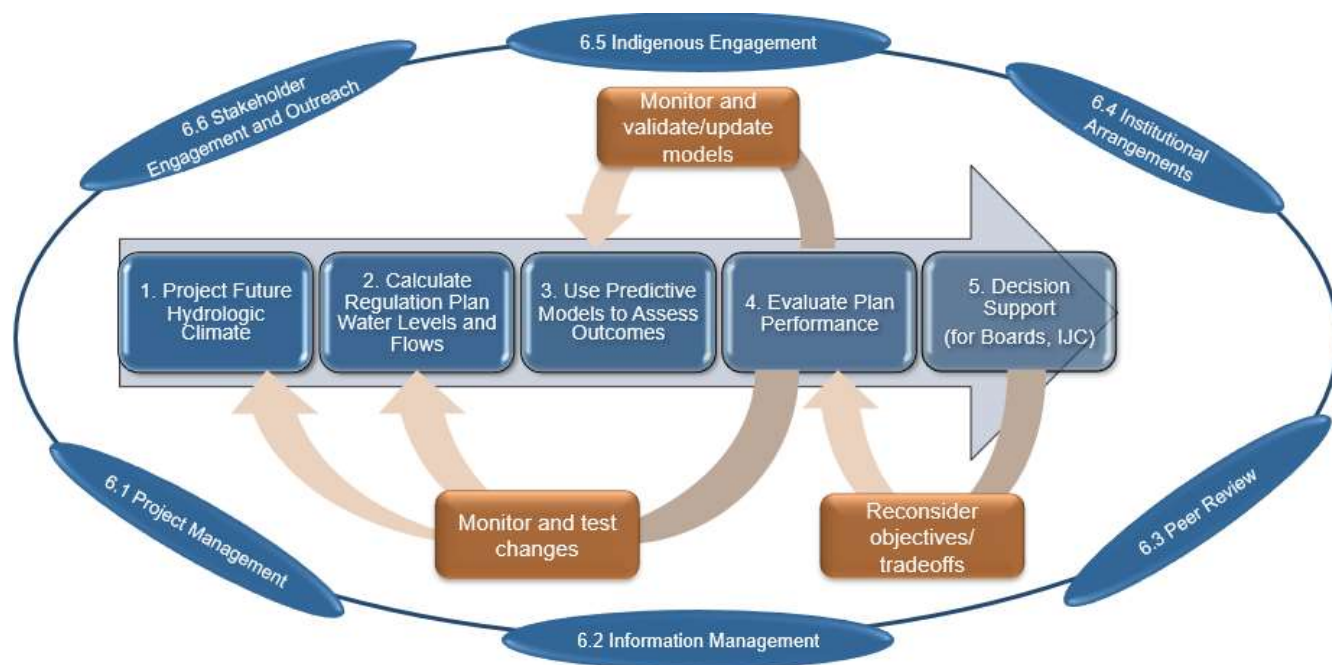 6.5 Indigenous Engagement
6.6 Stakeholder
Engagement and Outreach
6.4 Institutional
Arrangements
Monitor and
validate/update
models
1. Project Future
Hydrologic
Climate
2. Calculate
Regulation Plan
Water Levels and
Flows
3. Use Predictive
Models to Assess
Outcomes
4. Evaluate Plan
Performance
5. Decision
Support
(for Boards, IJC)
Monitor and test
changes
Reconsider
objectives/
tradeoffs
6.1 Project Management
6.3 Peer Review
6.2 Information Management